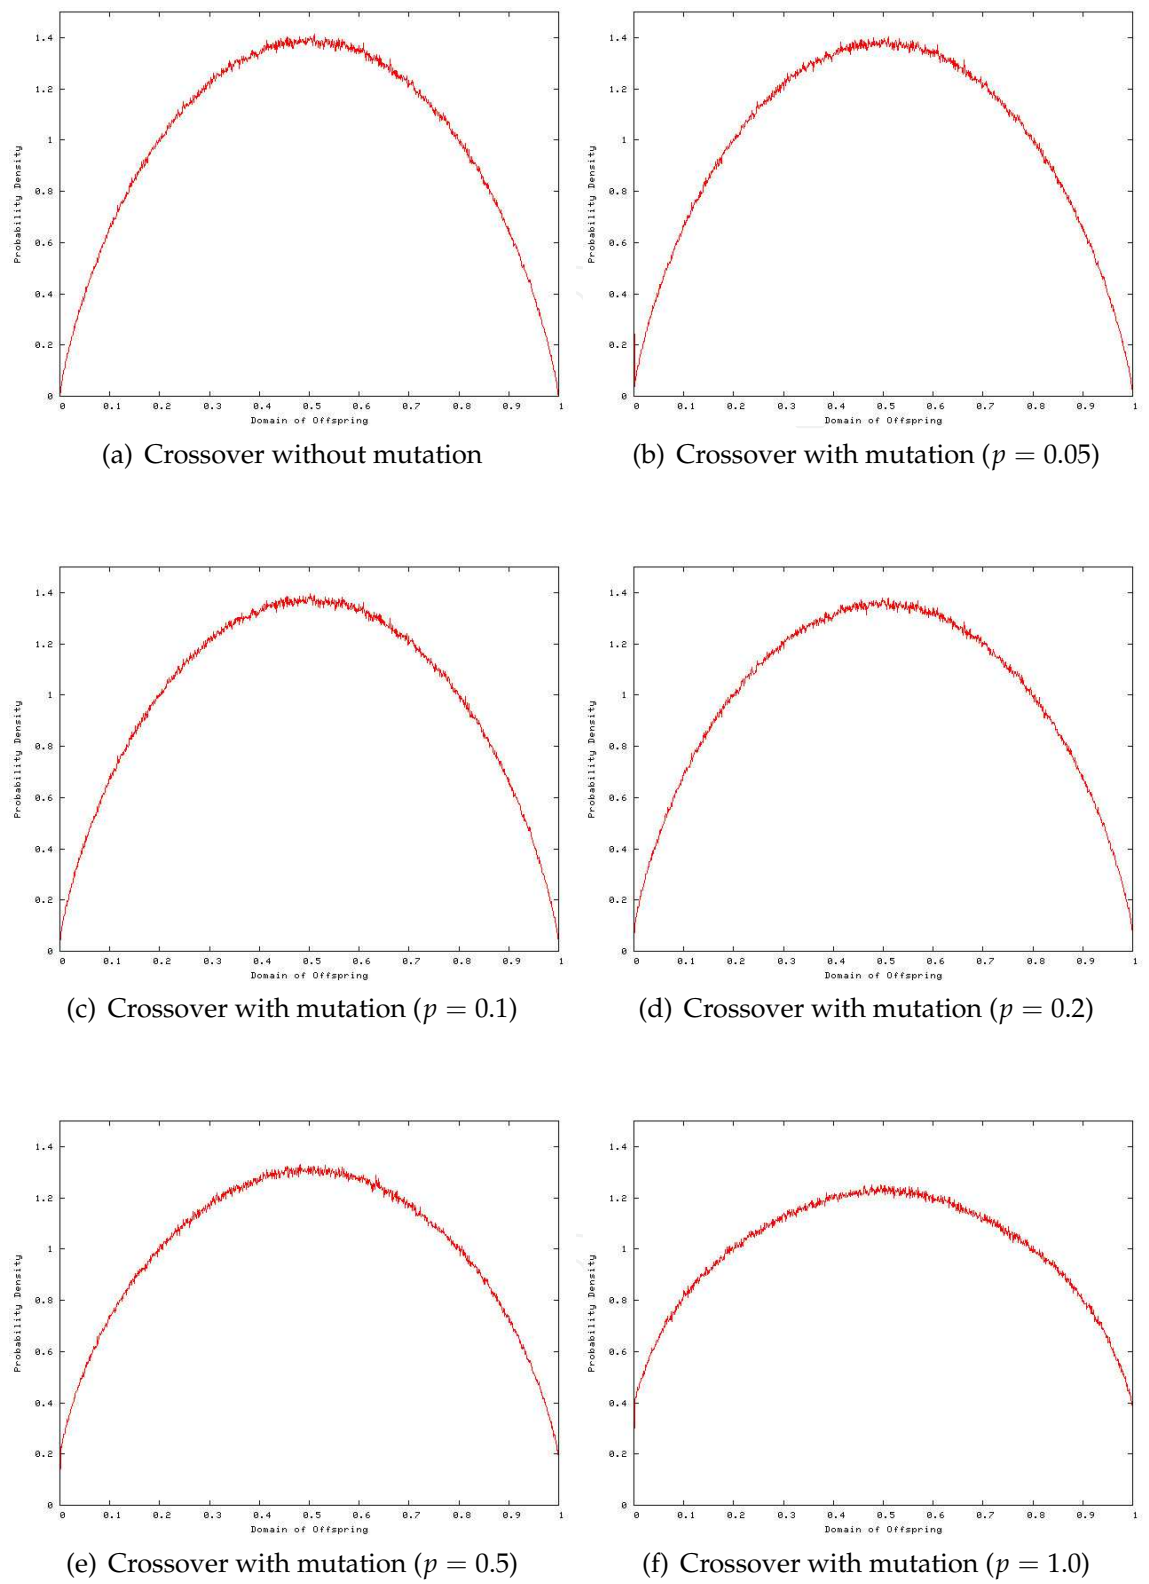 1.4
1.2
1
0.8
0.6
0.4
0.2
0
Probability Density
0 0.1 0.2 0.3 0.4 0.5 0.6 0.7 0.8 0.9 1
Domain of Offspring
(a) Crossover without mutation
1.4
1.2
1
0.8
0.6
0.4
0.2
0
Probability Density
0 0.1 0.2 0.3 0.4 0.5 0.6 0.7 0.8 0.9 1
Domain of Offspring
(b) Crossover with mutation (p = 0.05)
1.4
1.2
1
0.8
0.6
0.4
0.2
0
Probability Density
0 0.1 0.2 0.3 0.4 0.5 0.6 0.7 0.8 0.9 1
Domain of Offspring
(c) Crossover with mutation (p = 0.1)
1.4
1.2
1
0.8
0.6
0.4
0.2
0
Probability Density
0 0.1 0.2 0.3 0.4 0.5 0.6 0.7 0.8 0.9 1
Domain of Offspring
(d) Crossover with mutation (p = 0.2)
1.4
1.2
1
0.8
0.6
0.4
0.2
0
Probability Density
0 0.1 0.2 0.3 0.4 0.5 0.6 0.7 0.8 0.9 1
Domain of Offspring
(e) Crossover with mutation (p = 0.5)
1.4
1.2
1
0.8
0.6
0.4
0.2
0
Probability Density
0 0.1 0.2 0.3 0.4 0.5 0.6 0.7 0.8 0.9 1
Domain of Offspring
(f) Crossover with mutation (p = 1.0)